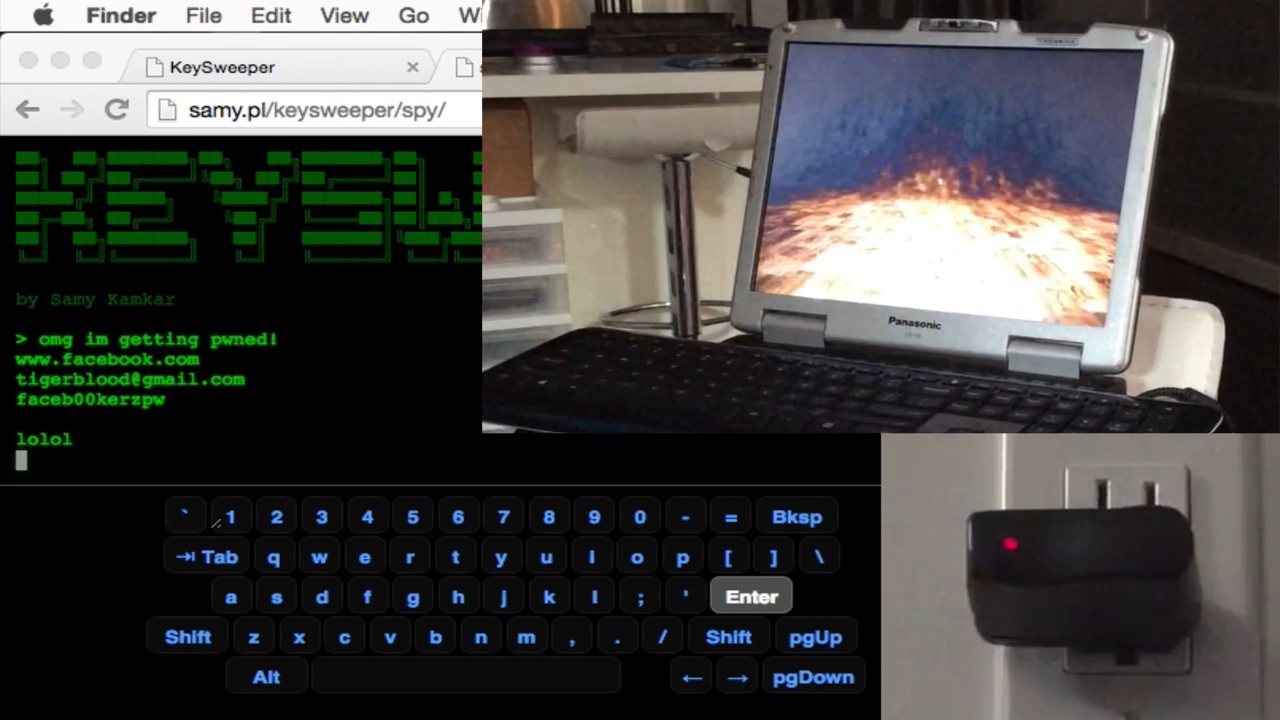 Finder File Edit View Go
KeySweeper
samy.pl/keysweeper/spy/
by Samy Kamkar
> omg im getting pwned!
www.facebook.com
tigerblood@gmail.com
faceb00kerzpw
lolol
Panasonic
` 1 2 3 4 5 6 7 8 9 0 - = Bksp
⇥ Tab q w e r t y u i o p [ ] \
a s d f g h j k l ; ' Enter
Shift z x c v b n m , . / Shift pgUp
Alt ← → pgDown